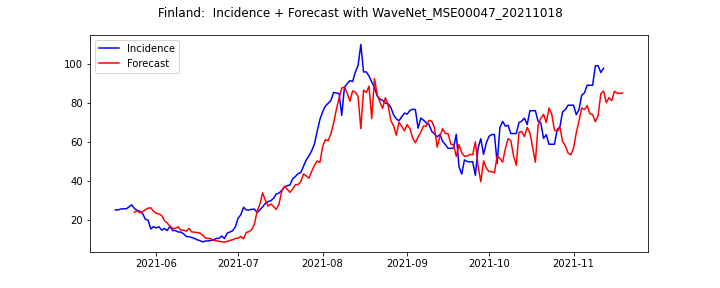 Finland:  Incidence + Forecast with WaveNet_MSE00047_20211018
Incidence
Forecast
100
80
60
40
20
2021-06 2021-07 2021-08 2021-09 2021-10 2021-11